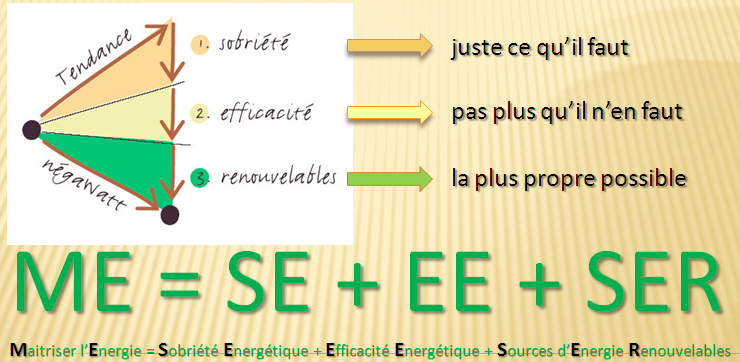 Tendance
1. sobriété
juste ce qu'il faut
2. efficacité
pas plus qu'il n'en faut
négaWatt
3. renouvelables
la plus propre possible
ME = SE + EE + SER
Maitriser l'Energie = Sobriété Energétique + Efficacité Energétique + Sources d'Energie Renouvelables